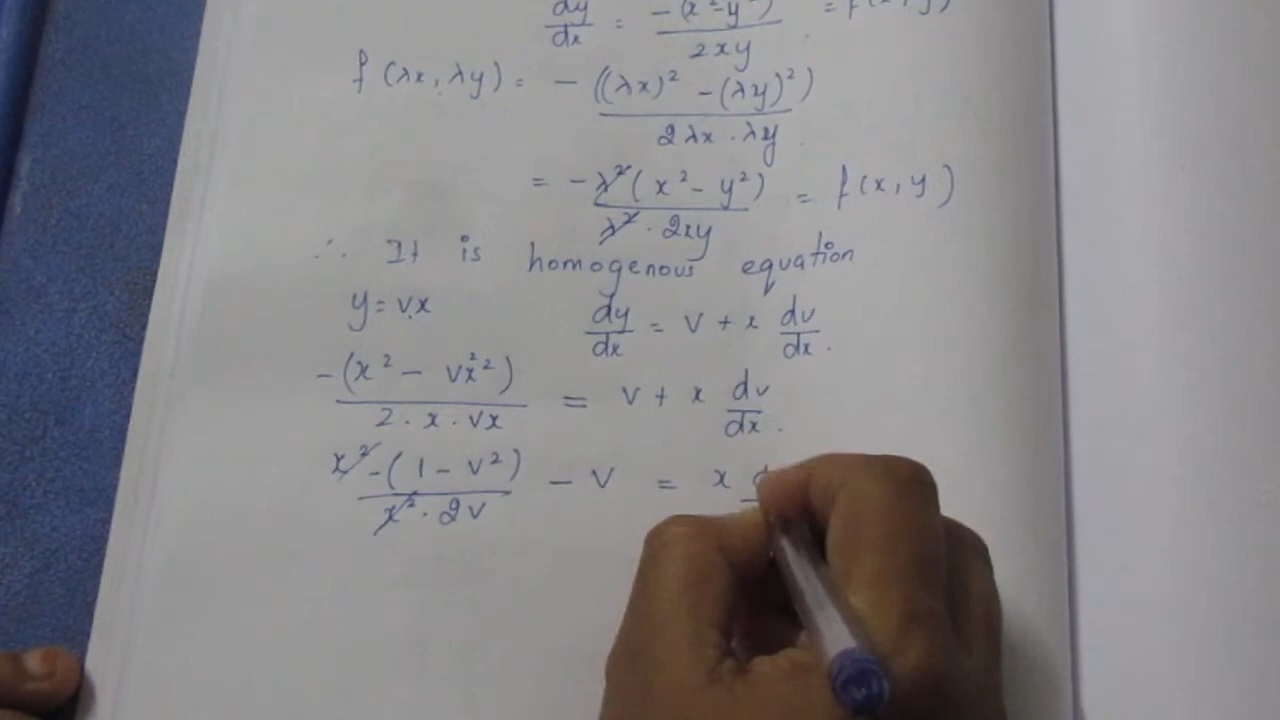 dy/dx = -(x²-y²)/2xy = f(x,y)
f(λx, λy) = -((λx)² -(λy)²)/2λx.λy
= -λ²(x²-y²)/λ².2xy = f(x,y)
∴ It is homogenous equation
y=vx dy/dx = v+x dv/dx.
-(x² - v²x²)/2.x.vx = v+x dv/dx.
x²-(1-v²)/x².2v - v = x d